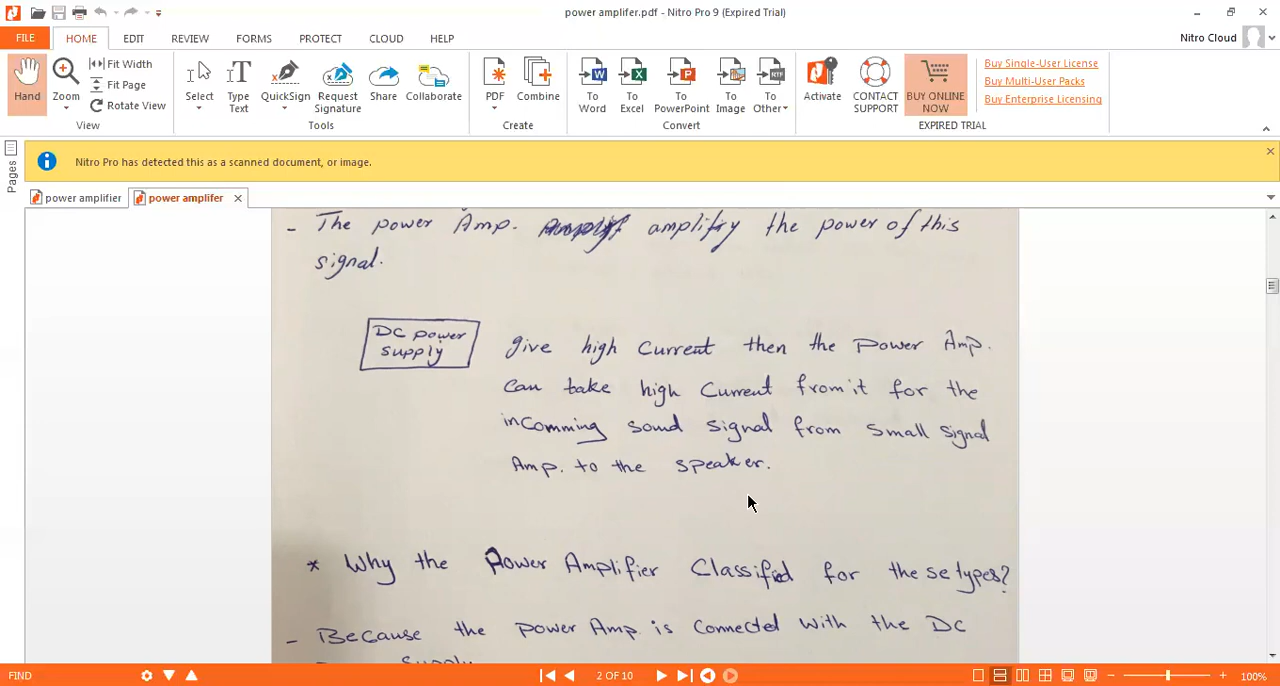 power amplifer.pdf - Nitro Pro 9 (Expired Trial)
FILE HOME EDIT REVIEW FORMS PROTECT CLOUD HELP Nitro Cloud
Hand Zoom Fit Width Fit Page Rotate View
Select Type Text QuickSign Request Signature Share Collaborate
PDF Combine
To Word To Excel To PowerPoint To Image To Other
Activate CONTACT SUPPORT BUY ONLINE NOW
Buy Single-User License
Buy Multi-User Packs
Buy Enterprise Licensing
View Tools Create Convert EXPIRED TRIAL
Pages
Nitro Pro has detected this as a scanned document, or image.
power amplifier power amplifer
- The power Amp. amplifry the power of this
signal.
DC power
supply
give high Current then the Power Amp.
Can take high Current from it for the
incomming sound signal from small signal
Amp. to the speaker.
* Why the Power Amplifier Classified for these types?
- Because the power Amp. is Connected with the DC
supply
FIND 2 OF 10 100%